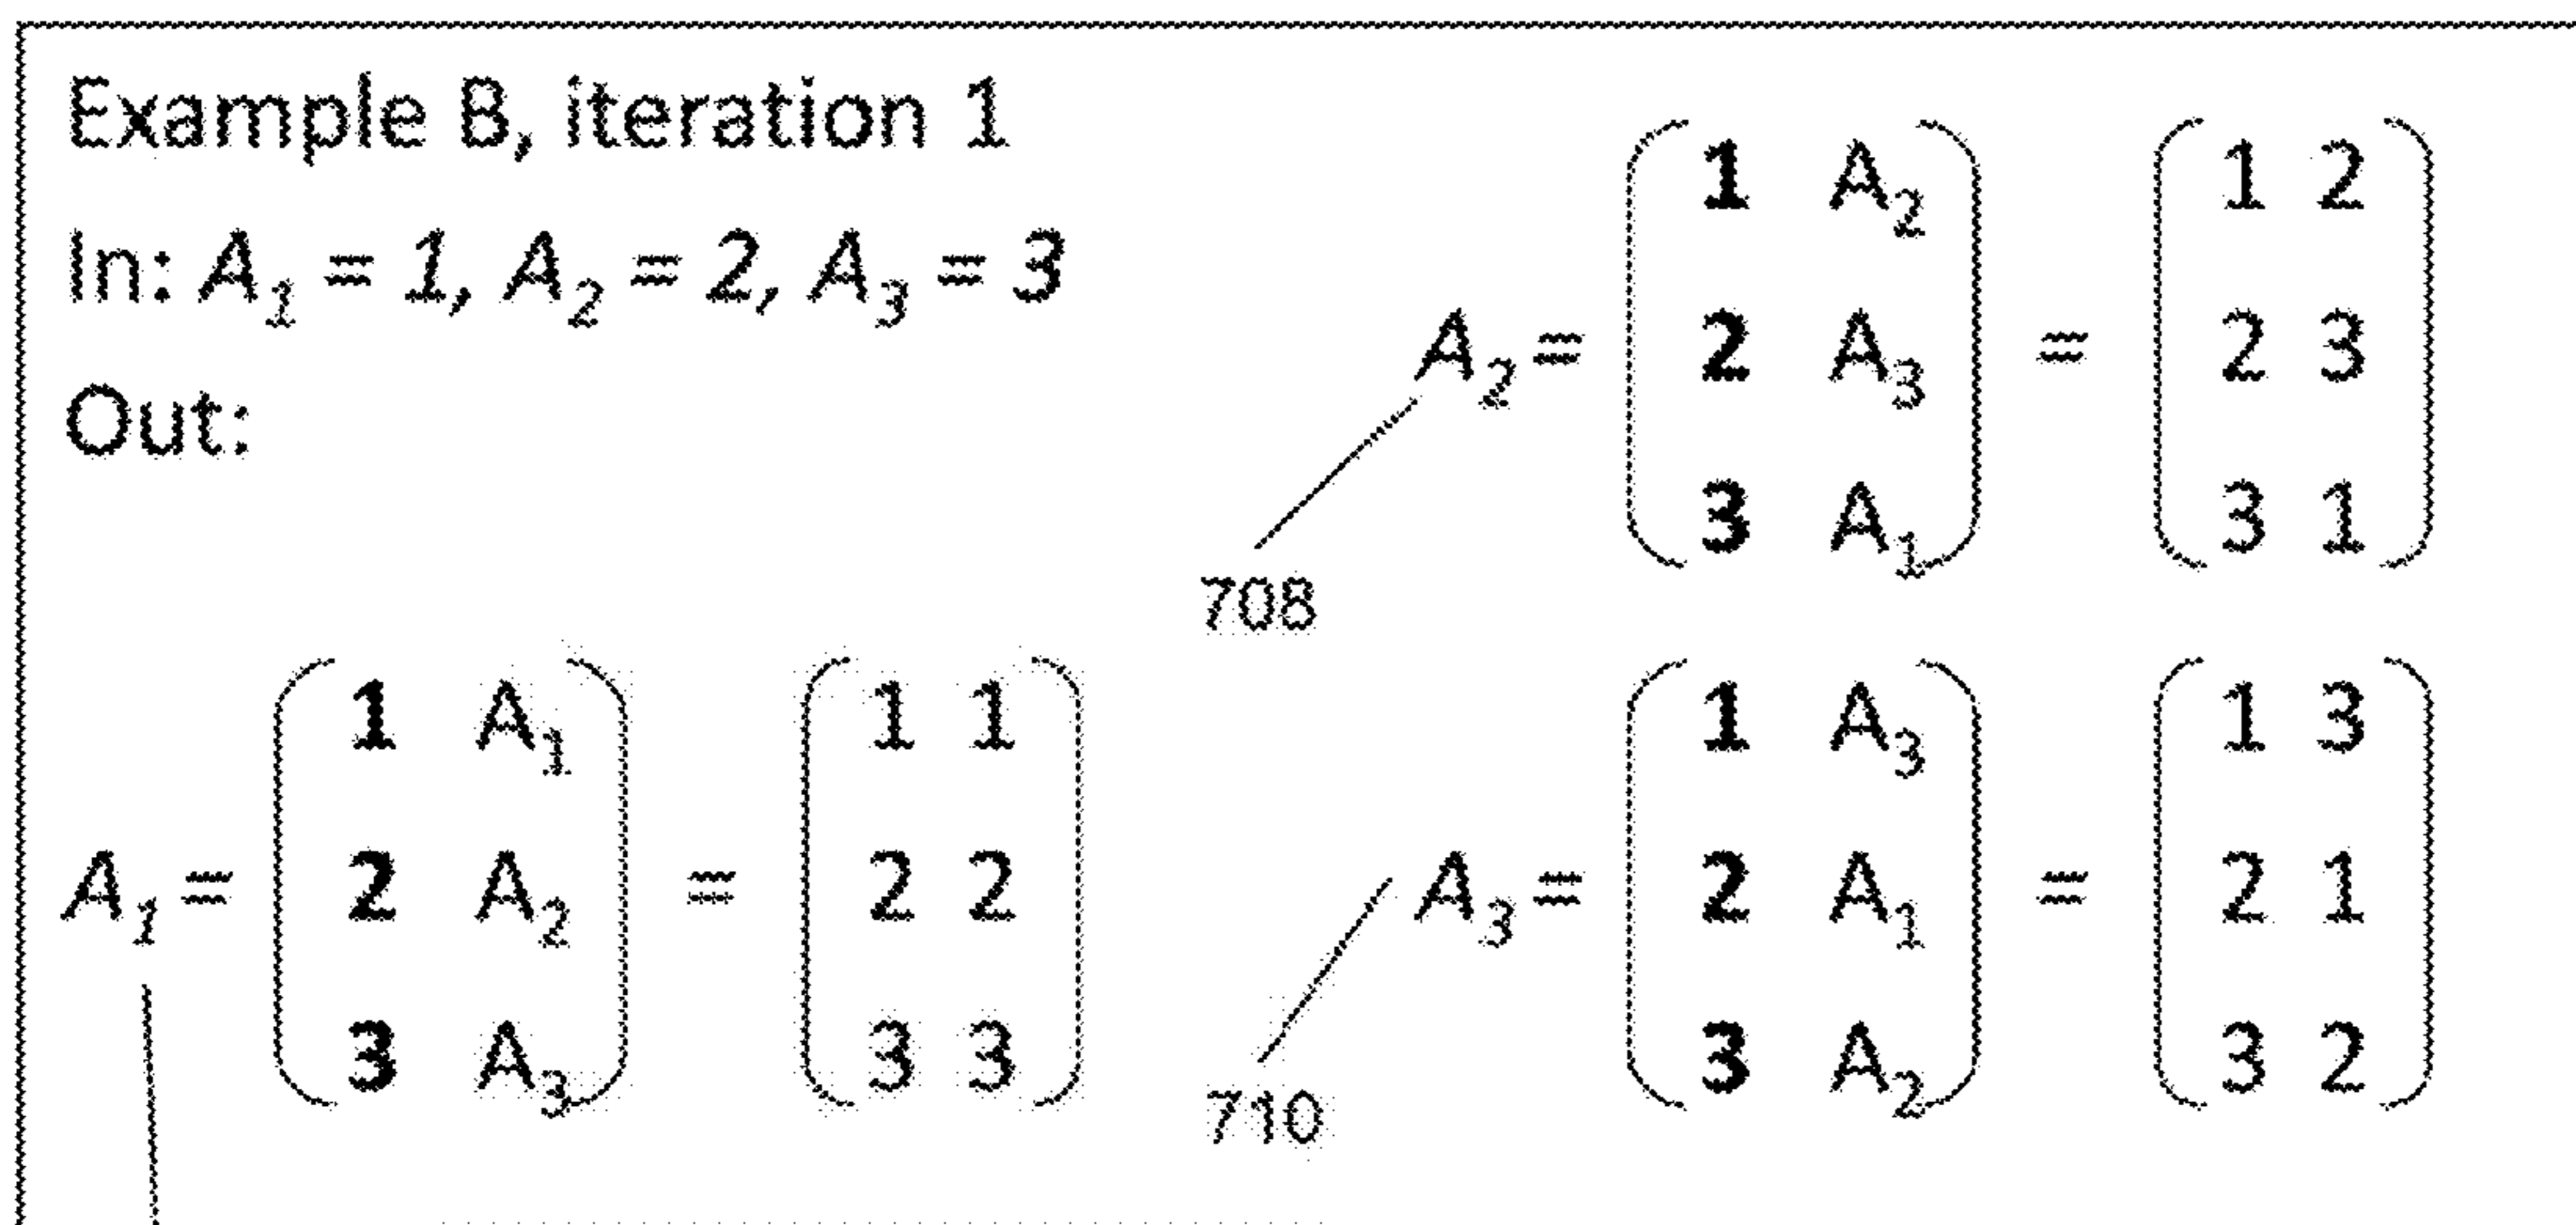 Example B, iteration 1
In: A₁ = 1, A₂ = 2, A₃ = 3
Out:
1 A₂ 1 2
A₂ = 2 A₃ = 2 3
3 A₁ 3 1
708
1 A₁ 1 1
A₁ = 2 A₂ = 2 2
3 A₃ 3 3
1 A₃ 1 3
A₃ = 2 A₁ = 2 1
3 A₂ 3 2
710